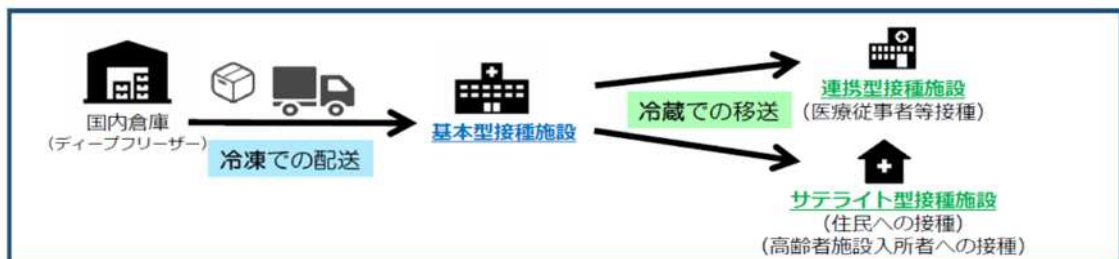 国内倉庫
(ディープフリーザー)
冷凍での配送
基本型接種施設
冷蔵での移送
連携型接種施設
(医療従事者等接種)
サテライト型接種施設
(住民への接種)
(高齢者施設入所者への接種)